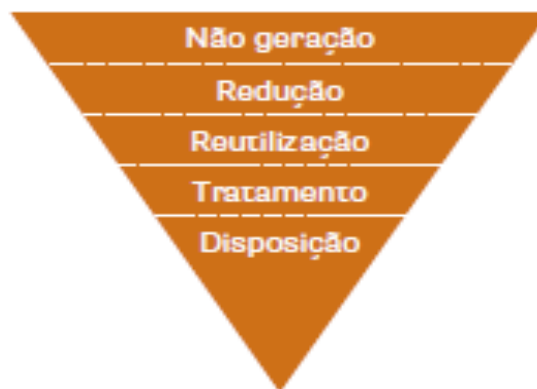 Não geração
Redução
Reutilização
Tratamento
Disposição